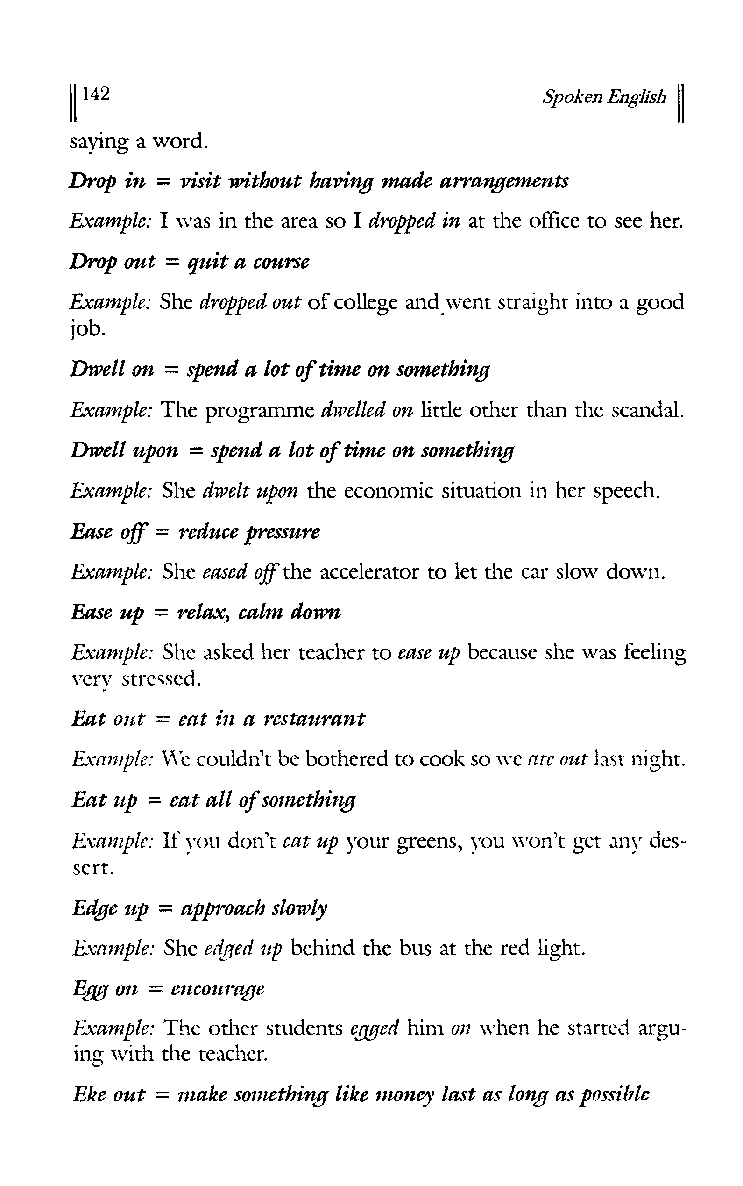 142 Spoken English
saying a word.
Drop in = visit without having made arrangements
Example: I was in the area so I dropped in at the office to see her.
Drop out = quit a course
Example: She dropped out of college and went straight into a good
job.
Dwell on = spend a lot of time on something
Example: The programme dwelled on little other than the scandal.
Dwell upon = spend a lot of time on something
Example: She dwelt upon the economic situation in her speech.
Ease off = reduce pressure
Example: She eased off the accelerator to let the car slow down.
Ease up = relax, calm down
Example: She asked her teacher to ease up because she was feeling
very stressed.
Eat out = eat in a restaurant
Example: We couldn't be bothered to cook so we ate out last night.
Eat up = eat all of something
Example: If you don't eat up your greens, you won't get any des-
sert.
Edge up = approach slowly
Example: She edged up behind the bus at the red light.
Egg on = encourage
Example: The other students egged him on when he started argu-
ing with the teacher.
Eke out = make something like money last as long as possible